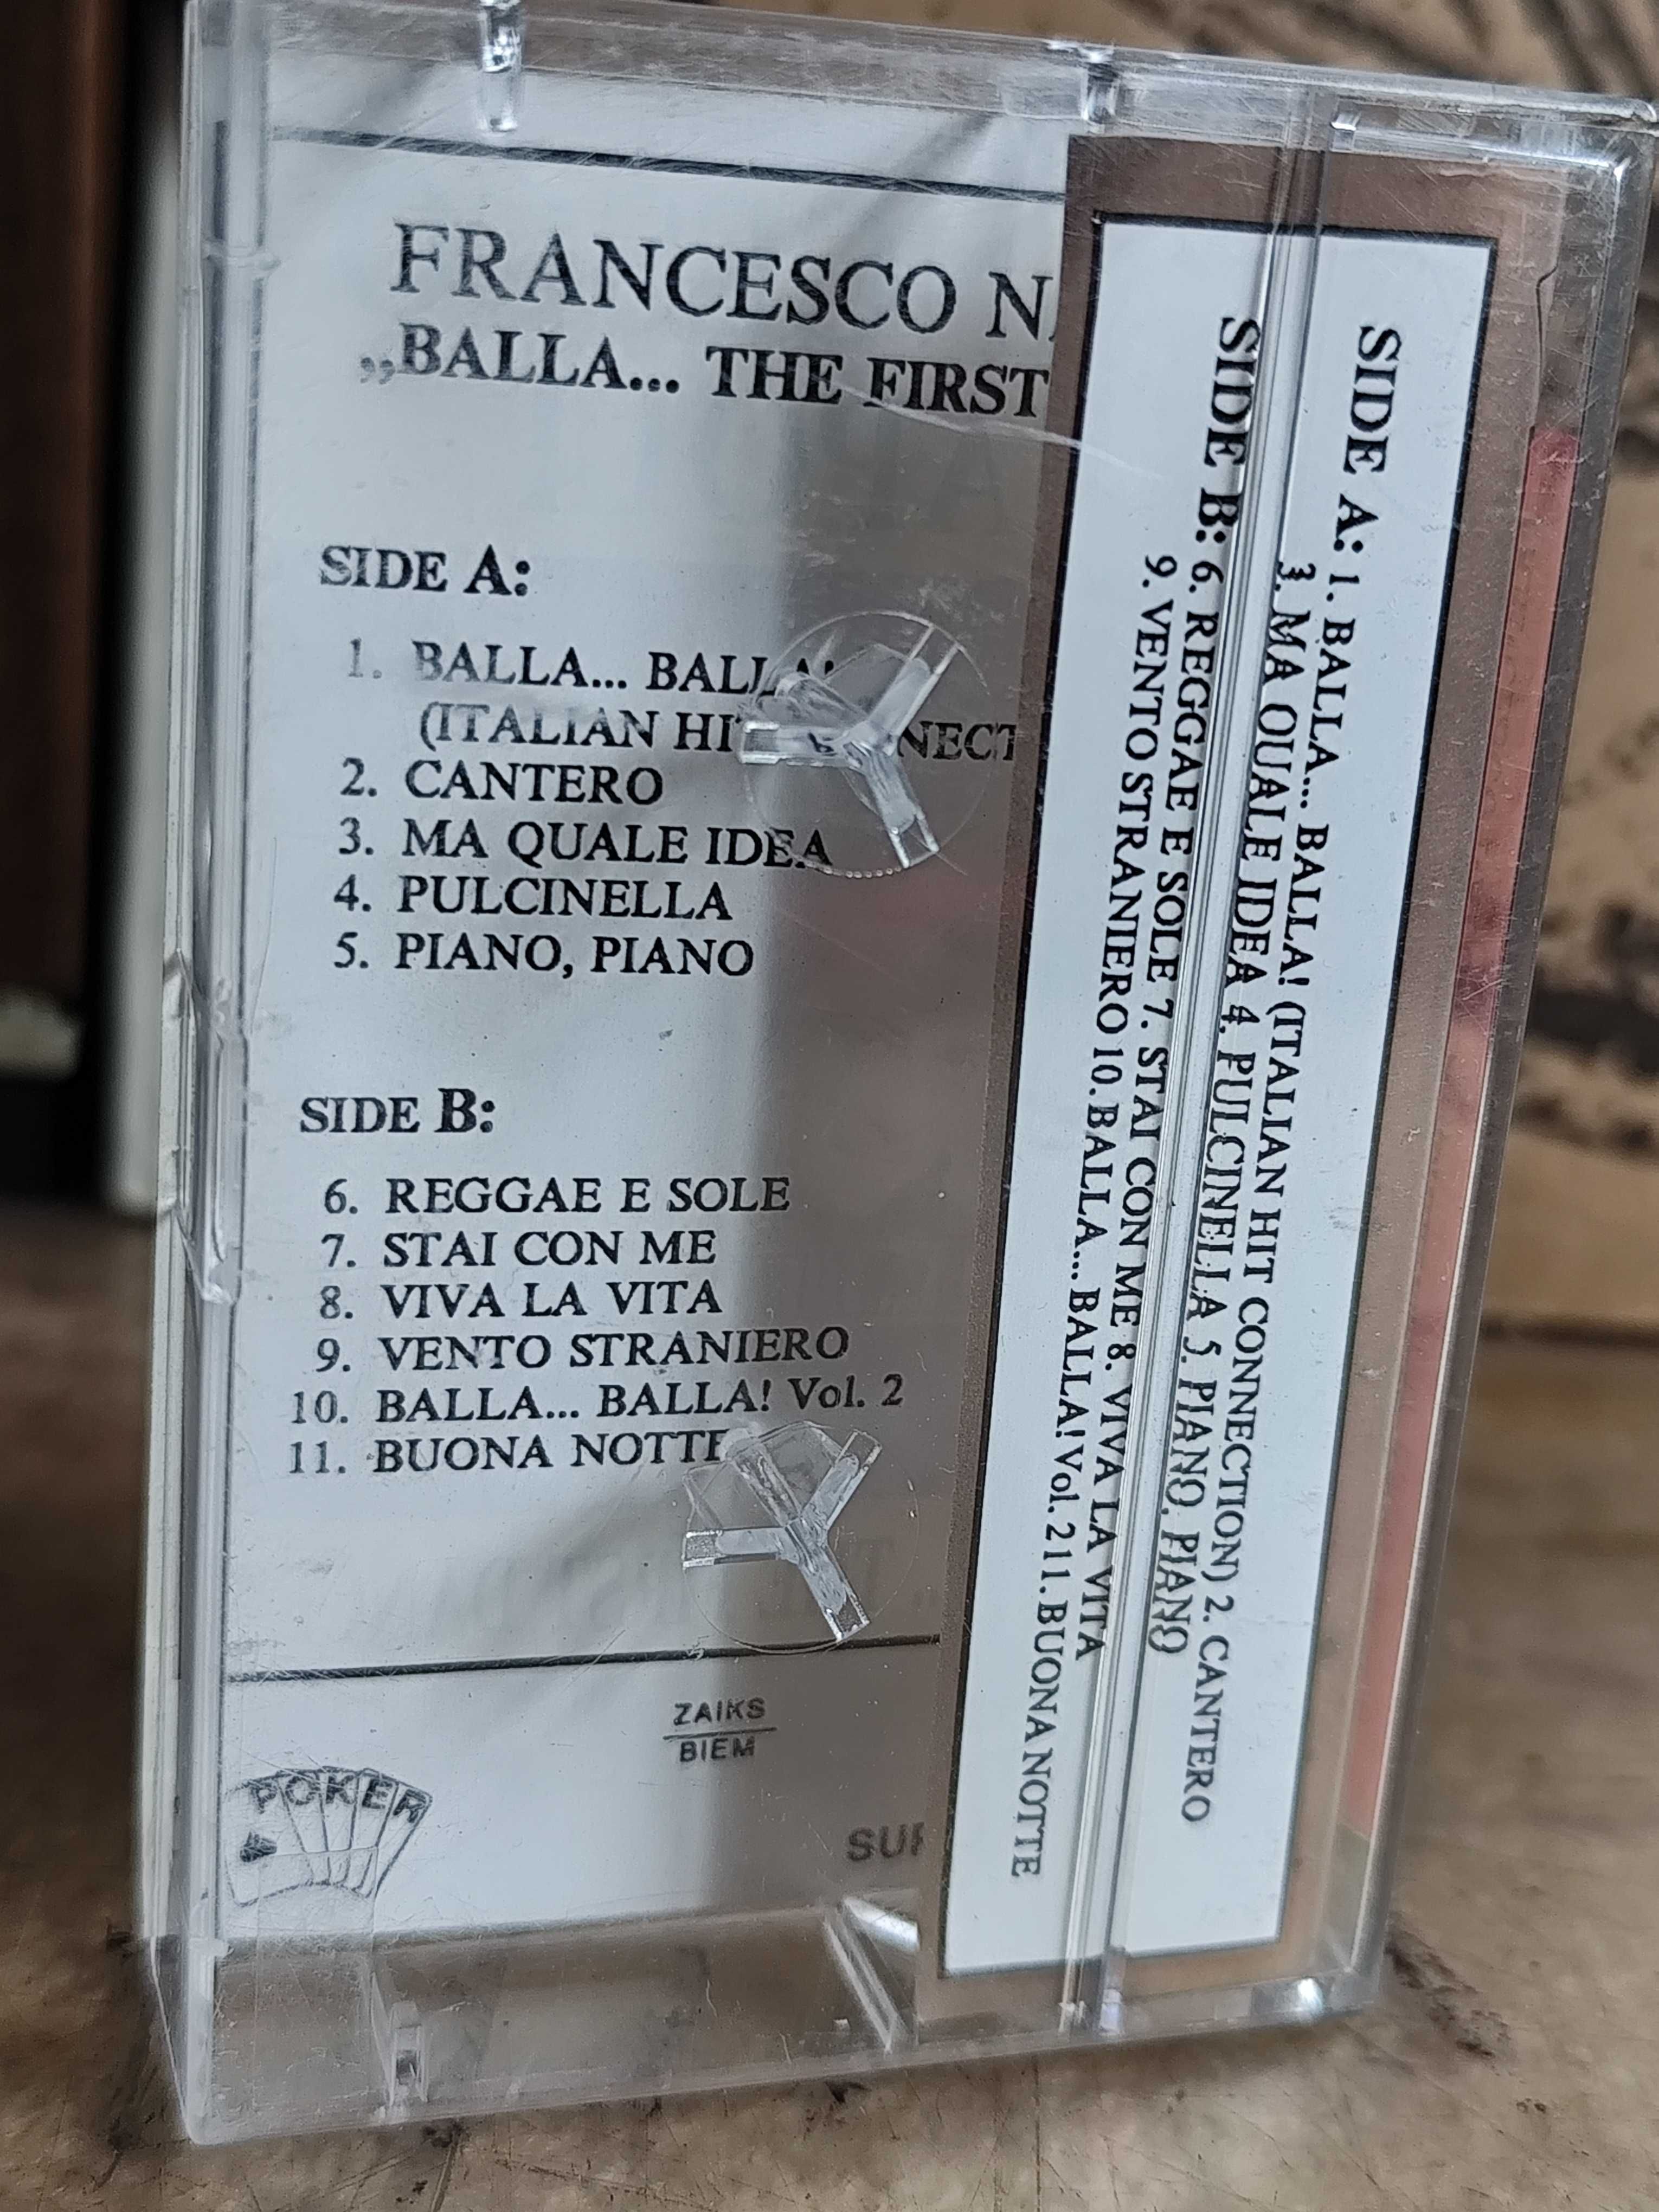 FRANCESCO
„BALLA... THE FIRST
SIDE A:
1. BALLA... BALLA!
(ITALIAN HIT
2. CANTERO
3. MA QUALE IDEA
4. PULCINELLA
5. PIANO, PIANO
SIDE B:
6. REGGAE E SOLE
7. STAI CON ME
8. VIVA LA VITA
9. VENTO STRANIERO
10. BALLA... BALLA! Vol. 2
11. BUONA NOTTE
ZAIKS
BIEM
POKER
SIDE A: 1. BALLA... BALLA! (ITALIAN HIT CONNECTION) 2. CANTERO
3. MA QUALE IDEA 4. PULCINELLA 5. PIANO, PIANO
SIDE B: 6. REGGAE E SOLE 7. STAI CON ME 8. VIVA LA VITA
9. VENTO STRANIERO 10. BALLA... BALLA! Vol. 2 11. BUONA NOTTE